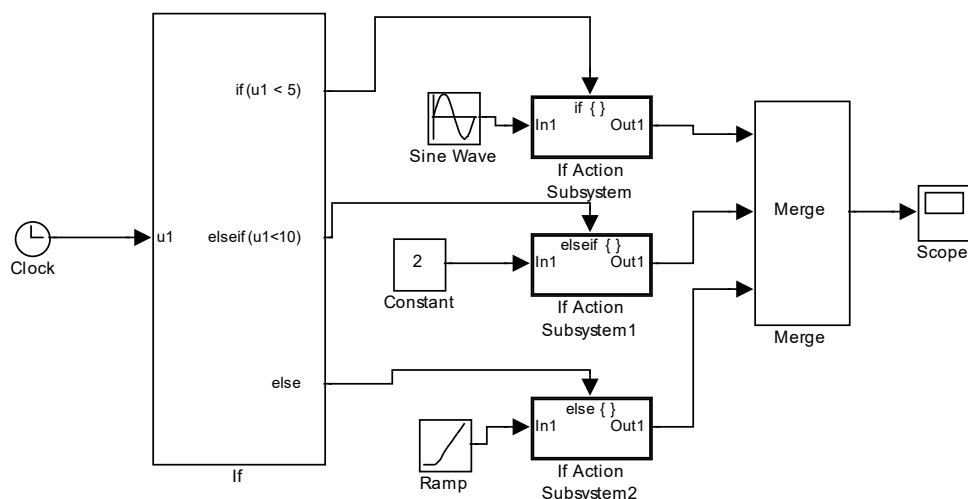 if(u1 < 5)
if { }
In1
Out1
Sine Wave
If Action
Subsystem
u1
elseif(u1<10)
Clock
elseif { }
In1
Out1
2
Constant
If Action
Subsystem1
Merge
Scope
Merge
else
else { }
In1
Out1
Ramp
If Action
Subsystem2
If